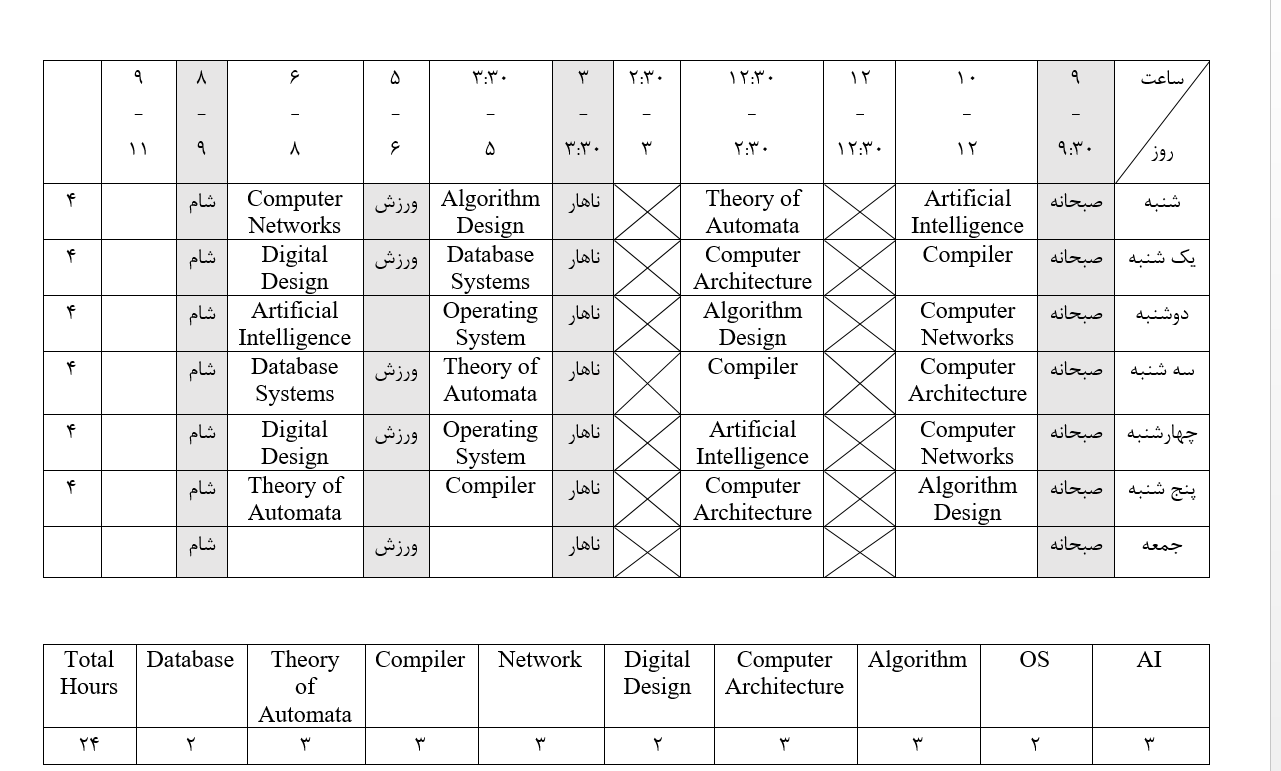 ساعت / روز | ۹ – ۹:۳۰ | ۱۰ – ۱۲ | ۱۲ – ۱۲:۳۰ | ۱۲:۳۰ – ۲:۳۰ | ۲:۳۰ – ۳ | ۳ – ۳:۳۰ | ۳:۳۰ – ۵ | ۵ – ۶ | ۶ – ۸ | ۸ – ۹ | ۹ – ۱۱
شنبه | صبحانه | Artificial Intelligence | Theory of Automata | ناهار | Algorithm Design | ورزش | Computer Networks | شام | ۴
یک شنبه | صبحانه | Compiler | Computer Architecture | ناهار | Database Systems | ورزش | Digital Design | شام | ۴
دوشنبه | صبحانه | Computer Networks | Algorithm Design | ناهار | Operating System | Artificial Intelligence | شام | ۴
سه شنبه | صبحانه | Computer Architecture | Compiler | ناهار | Theory of Automata | ورزش | Database Systems | شام | ۴
چهارشنبه | صبحانه | Computer Networks | Artificial Intelligence | ناهار | Operating System | ورزش | Digital Design | شام | ۴
پنج شنبه | صبحانه | Algorithm Design | Computer Architecture | ناهار | Compiler | Theory of Automata | شام | ۴
جمعه | صبحانه | ناهار | ورزش | شام
Total Hours | Database | Theory of Automata | Compiler | Network | Digital Design | Computer Architecture | Algorithm | OS | AI
۲۴ | ۲ | ۳ | ۳ | ۳ | ۲ | ۳ | ۳ | ۲ | ۳